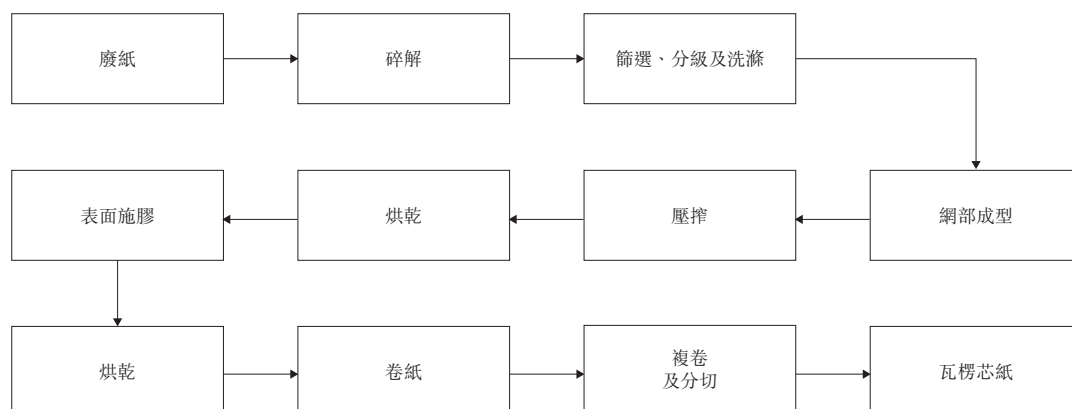 廢紙
碎解
篩選、分級及洗滌
網部成型
壓搾
烘乾
表面施膠
烘乾
卷紙
複卷
及分切
瓦楞芯紙